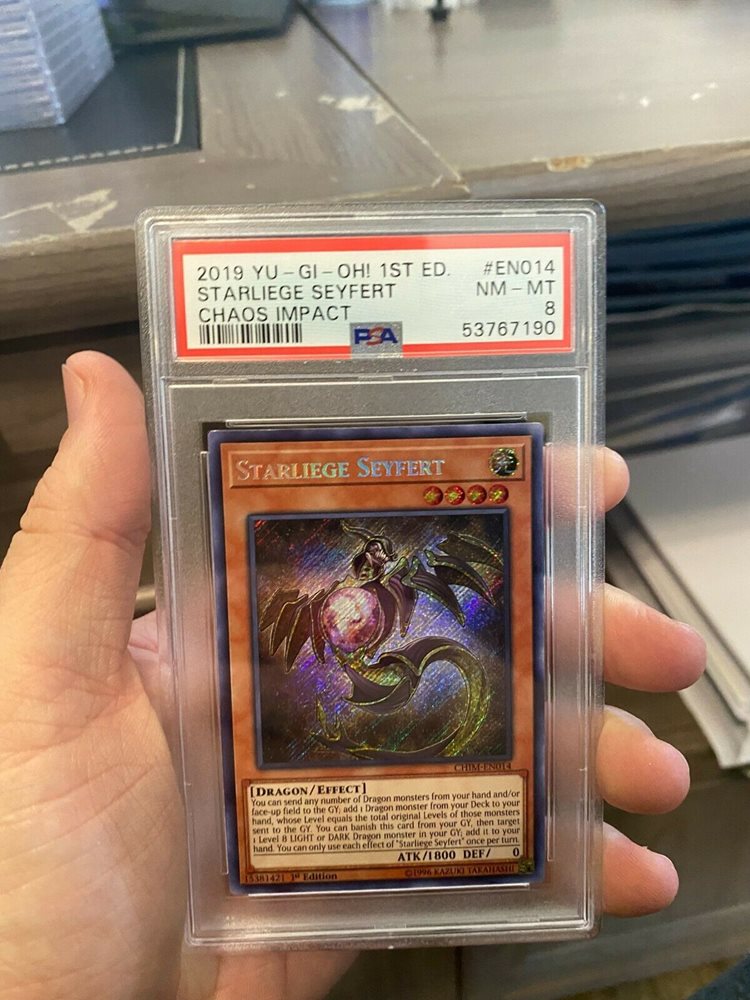 2019 YU-GI-OH! 1ST ED. #EN014
STARLIEGE SEYFERT NM-MT
CHAOS IMPACT 8
PSA 53767190
STARLIEGE SEYFERT
光
CHIM-EN014
[DRAGON/EFFECT]
You can send any number of Dragon monsters from your hand and/or
face-up field to the GY; add 1 Dragon monster from your Deck to your
hand, whose Level equals the total original Levels of those monsters
sent to the GY. You can banish this card from your GY, then target
1 Level 8 LIGHT or DARK Dragon monster in your GY; add it to your
hand. You can only use each effect of "Starliege Seyfert" once per turn.
ATK/1800 DEF/ 0
15381421 1st Edition ©1996 KAZUKI TAKAHASHI